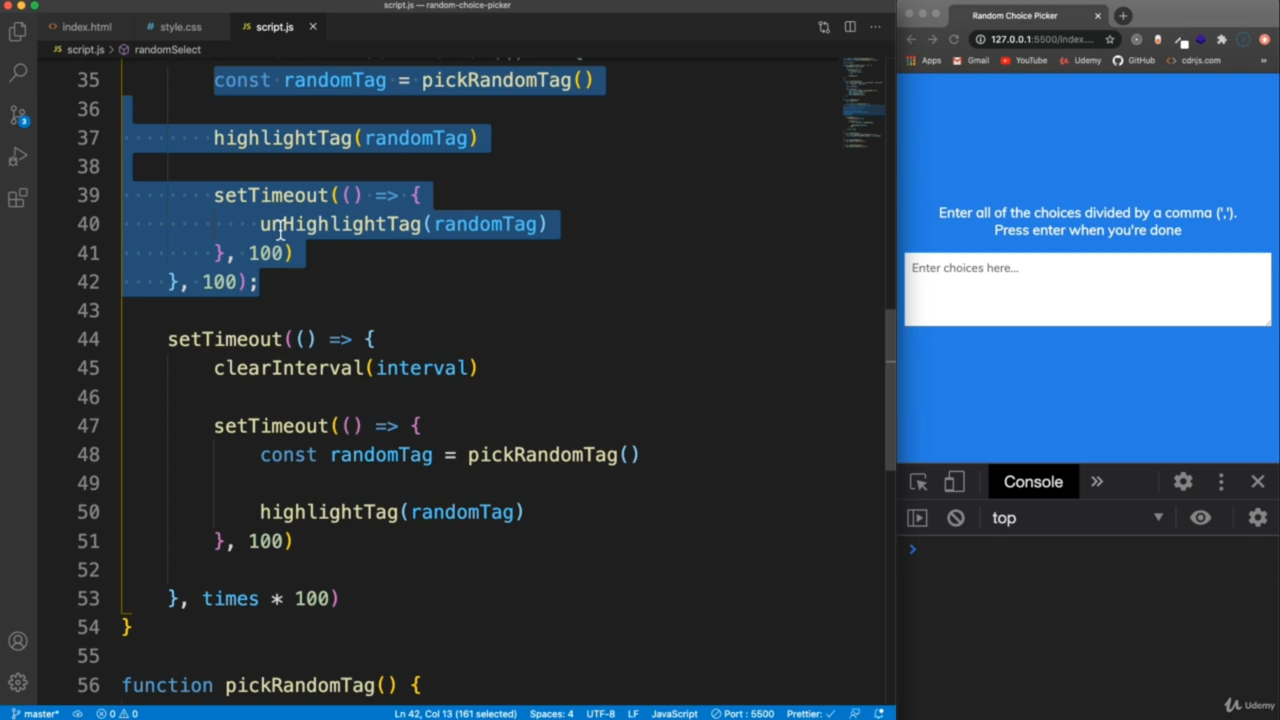 script.js — random-choice-picker
index.html
style.css
JS script.js
JS script.js > randomSelect
35 const randomTag = pickRandomTag()
36
37 highlightTag(randomTag)
38
39 setTimeout(() => {
40 unHighlightTag(randomTag)
41 }, 100)
42 }, 100);
43
44 setTimeout(() => {
45 clearInterval(interval)
46
47 setTimeout(() => {
48 const randomTag = pickRandomTag()
49
50 highlightTag(randomTag)
51 }, 100)
52
53 }, times * 100)
54 }
55
56 function pickRandomTag() {
3
master*
0 0
Ln 42, Col 13 (161 selected)
Spaces: 4
UTF-8
LF
JavaScript
Port : 5500
Prettier: ✓
Random Choice Picker
127.0.0.1:5500/index....
Apps
Gmail
YouTube
Udemy
GitHub
cdnjs.com
»
Enter all of the choices divided by a comma (',').
Press enter when you're done
Enter choices here...
Console
»
top
Udemy